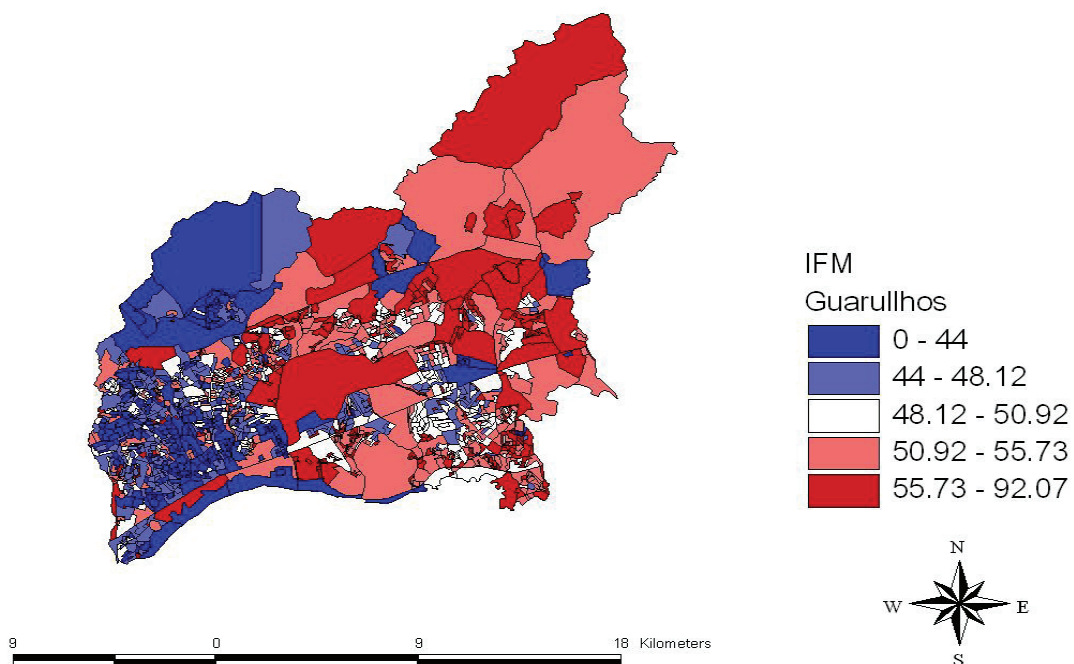 IFM
Guarullhos
0 - 44
44 - 48.12
48.12 - 50.92
50.92 - 55.73
55.73 - 92.07
N
W E
S
9 0 9 18 Kilometers